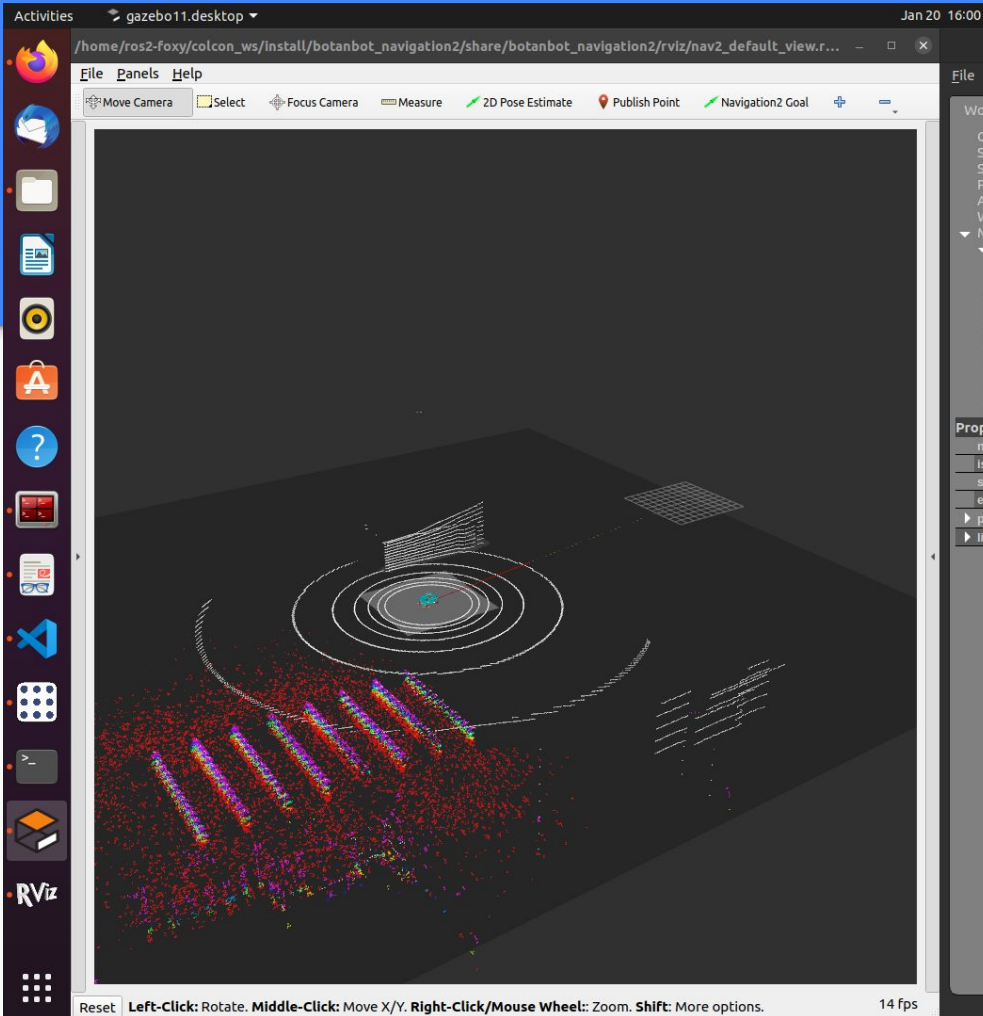 Activities gazebo11.desktop Jan 20 16:00
/home/ros2-foxy/colcon_ws/install/botanbot_navigation2/share/botanbot_navigation2/rviz/nav2_default_view.r...
File Panels Help
File
Move Camera Select Focus Camera Measure 2D Pose Estimate Publish Point Navigation2 Goal
RViz
Reset Left-Click: Rotate. Middle-Click: Move X/Y. Right-Click/Mouse Wheel:: Zoom. Shift: More options. 14 fps